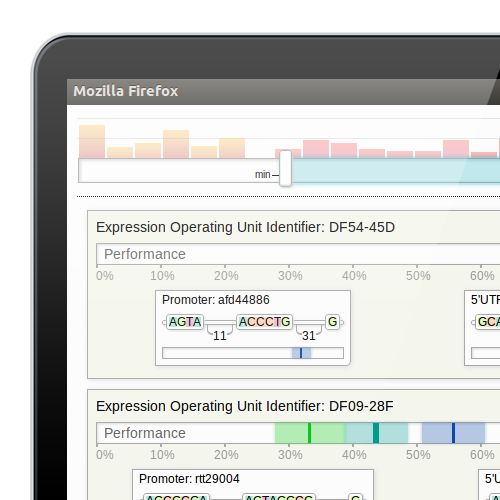 Mozilla Firefox
min
Expression Operating Unit Identifier: DF54-45D
Performance
0% 10% 20% 30% 40% 50% 60%
Promoter: afd44886
5'UTF
AGTA ACCCTG G
GCA
11 31
Expression Operating Unit Identifier: DF09-28F
Performance
0% 10% 20% 30% 40% 50% 60%
Promoter: rtt29004
5'U